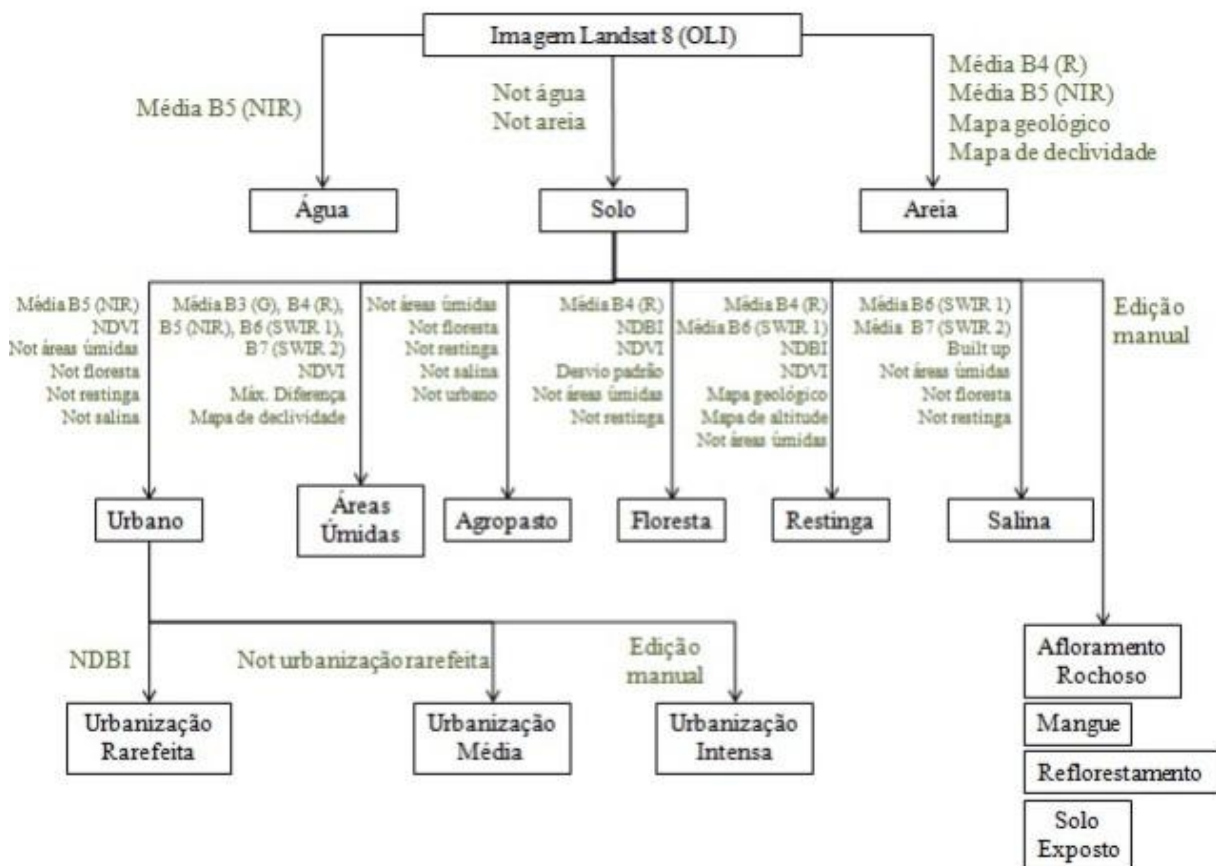 Imagem Landsat 8 (OLI)
Média B5 (NIR)
Not água
Not areia
Média B4 (R)
Média B5 (NIR)
Mapa geológico
Mapa de declividade
Água
Solo
Areia
Média B5 (NIR)
NDVI
Not áreas úmidas
Not floresta
Not restinga
Not salina
Média B3 (G), B4 (R),
B5 (NIR), B6 (SWIR 1),
B7 (SWIR 2)
NDVI
Máx. Diferença
Mapa de declividade
Not áreas úmidas
Not floresta
Not restinga
Not salina
Not urbano
Média B4 (R)
NDBI
NDVI
Desvio padrão
Not áreas úmidas
Not restinga
Média B4 (R)
Média B6 (SWIR 1)
NDBI
NDVI
Mapa geológico
Mapa de altitude
Not áreas úmidas
Média B6 (SWIR 1)
Média B7 (SWIR 2)
Built up
Not áreas úmidas
Not floresta
Not restinga
Edição
manual
Urbano
Áreas
Úmidas
Agropasto
Floresta
Restinga
Salina
NDBI
Not urbanização rarefeita
Edição
manual
Urbanização
Rarefeita
Urbanização
Média
Urbanização
Intensa
Afloramento
Rochoso
Mangue
Reflorestamento
Solo
Exposto